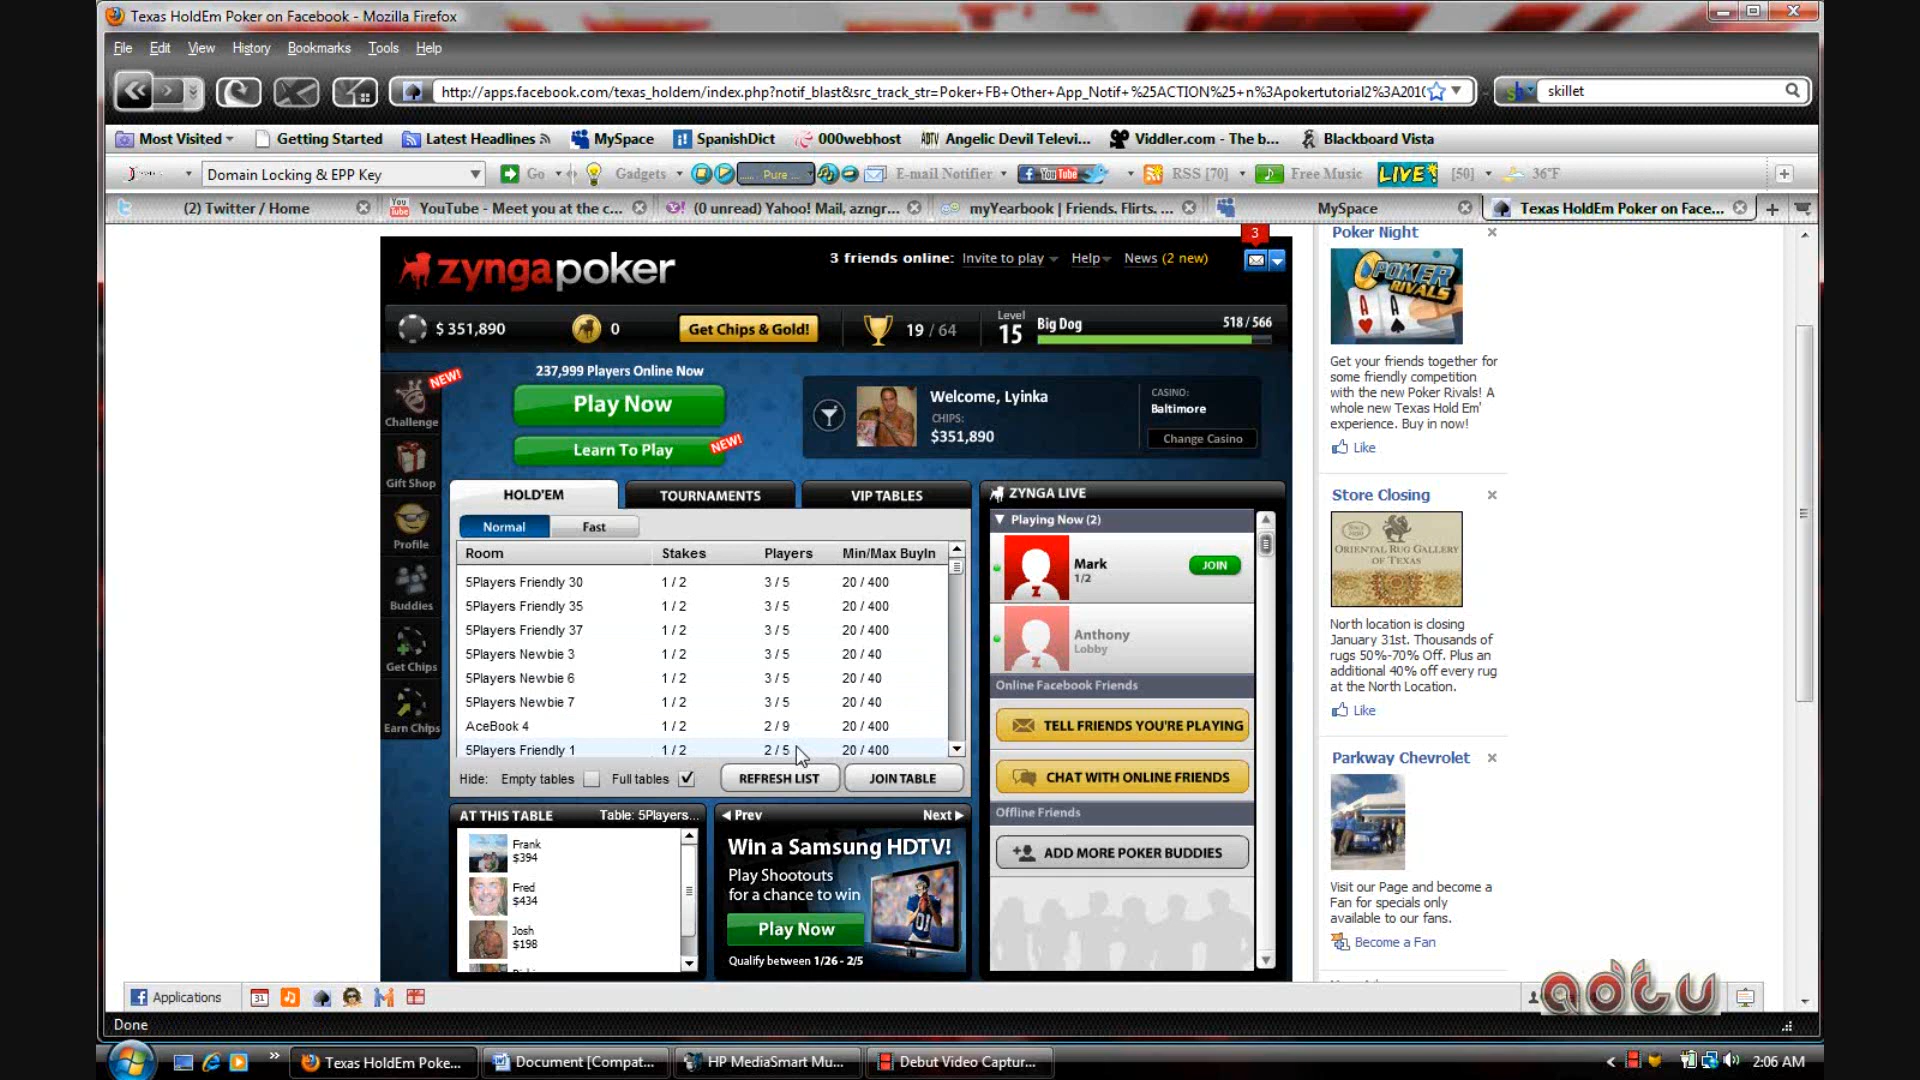 Texas HoldEm Poker on Facebook - Mozilla Firefox
File Edit View History Bookmarks Tools Help
http://apps.facebook.com/texas_holdem/index.php?notif_blast&src_track_str=Poker+FB+Other+App_Notif+%25ACTION%25+n%3Apokertutorial2%3A201(
skillet
Most Visited Getting Started Latest Headlines MySpace SpanishDict 000webhost Angelic Devil Televi... Viddler.com - The b... Blackboard Vista
Domain Locking & EPP Key Go Gadgets Pure ... YouTube E-mail Notifier RSS [70] Free Music LIVE! [50] 36°F
(2) Twitter / Home YouTube - Meet you at the c... (0 unread) Yahoo! Mail, azngr... myYearbook | Friends. Flirts. ... MySpace Texas HoldEm Poker on Face...
zyngapoker
3 friends online: Invite to play Help News (2 new)
3
$ 351,890 0 Get Chips & Gold! 19 / 64 Level 15 Big Dog 518 / 566
237,999 Players Online Now
Play Now
Learn To Play NEW!
Welcome, Lyinka
CHIPS:
$351,890
CASINO:
Baltimore
Change Casino
NEW!
Challenge
Gift Shop
Profile
Buddies
Get Chips
Earn Chips
HOLD'EM TOURNAMENTS VIP TABLES
Normal Fast
Room Stakes Players Min/Max BuyIn
5Players Friendly 30 1 / 2 3 / 5 20 / 400
5Players Friendly 35 1 / 2 3 / 5 20 / 400
5Players Friendly 37 1 / 2 3 / 5 20 / 400
5Players Newbie 3 1 / 2 3 / 5 20 / 40
5Players Newbie 6 1 / 2 3 / 5 20 / 40
5Players Newbie 7 1 / 2 3 / 5 20 / 40
AceBook 4 1 / 2 2 / 9 20 / 400
5Players Friendly 1 1 / 2 2 / 5 20 / 400
Hide: Empty tables Full tables REFRESH LIST JOIN TABLE
AT THIS TABLE Table: 5Players...
Frank
$394
Fred
$434
Josh
$198
Prev Next
Win a Samsung HDTV!
Play Shootouts
for a chance to win
Play Now
Qualify between 1/26 - 2/5
ZYNGA LIVE
Playing Now (2)
Mark
1/2
JOIN
Anthony
Lobby
Online Facebook Friends
TELL FRIENDS YOU'RE PLAYING
CHAT WITH ONLINE FRIENDS
Offline Friends
ADD MORE POKER BUDDIES
Poker Night
POKER RIVALS
Get your friends together for
some friendly competition
with the new Poker Rivals! A
whole new Texas Hold Em'
experience. Buy in now!
Like
Store Closing
ORIENTAL RUG GALLERY
OF TEXAS
North location is closing
January 31st. Thousands of
rugs 50%-70% Off. Plus an
additional 40% off every rug
at the North Location.
Like
Parkway Chevrolet
Visit our Page and become a
Fan for specials only
available to our fans.
Become a Fan
Applications
adtv
Done
Texas HoldEm Poke... Document [Compat... HP MediaSmart Mu... Debut Video Captur... 2:06 AM